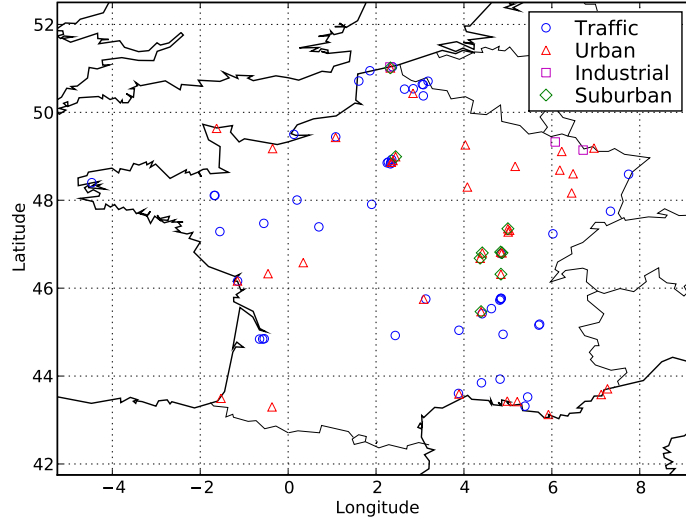 Traffic
Urban
Industrial
Suburban
52
50
48
46
44
42
Latitude
−4
−2
0
2
4
6
8
Longitude